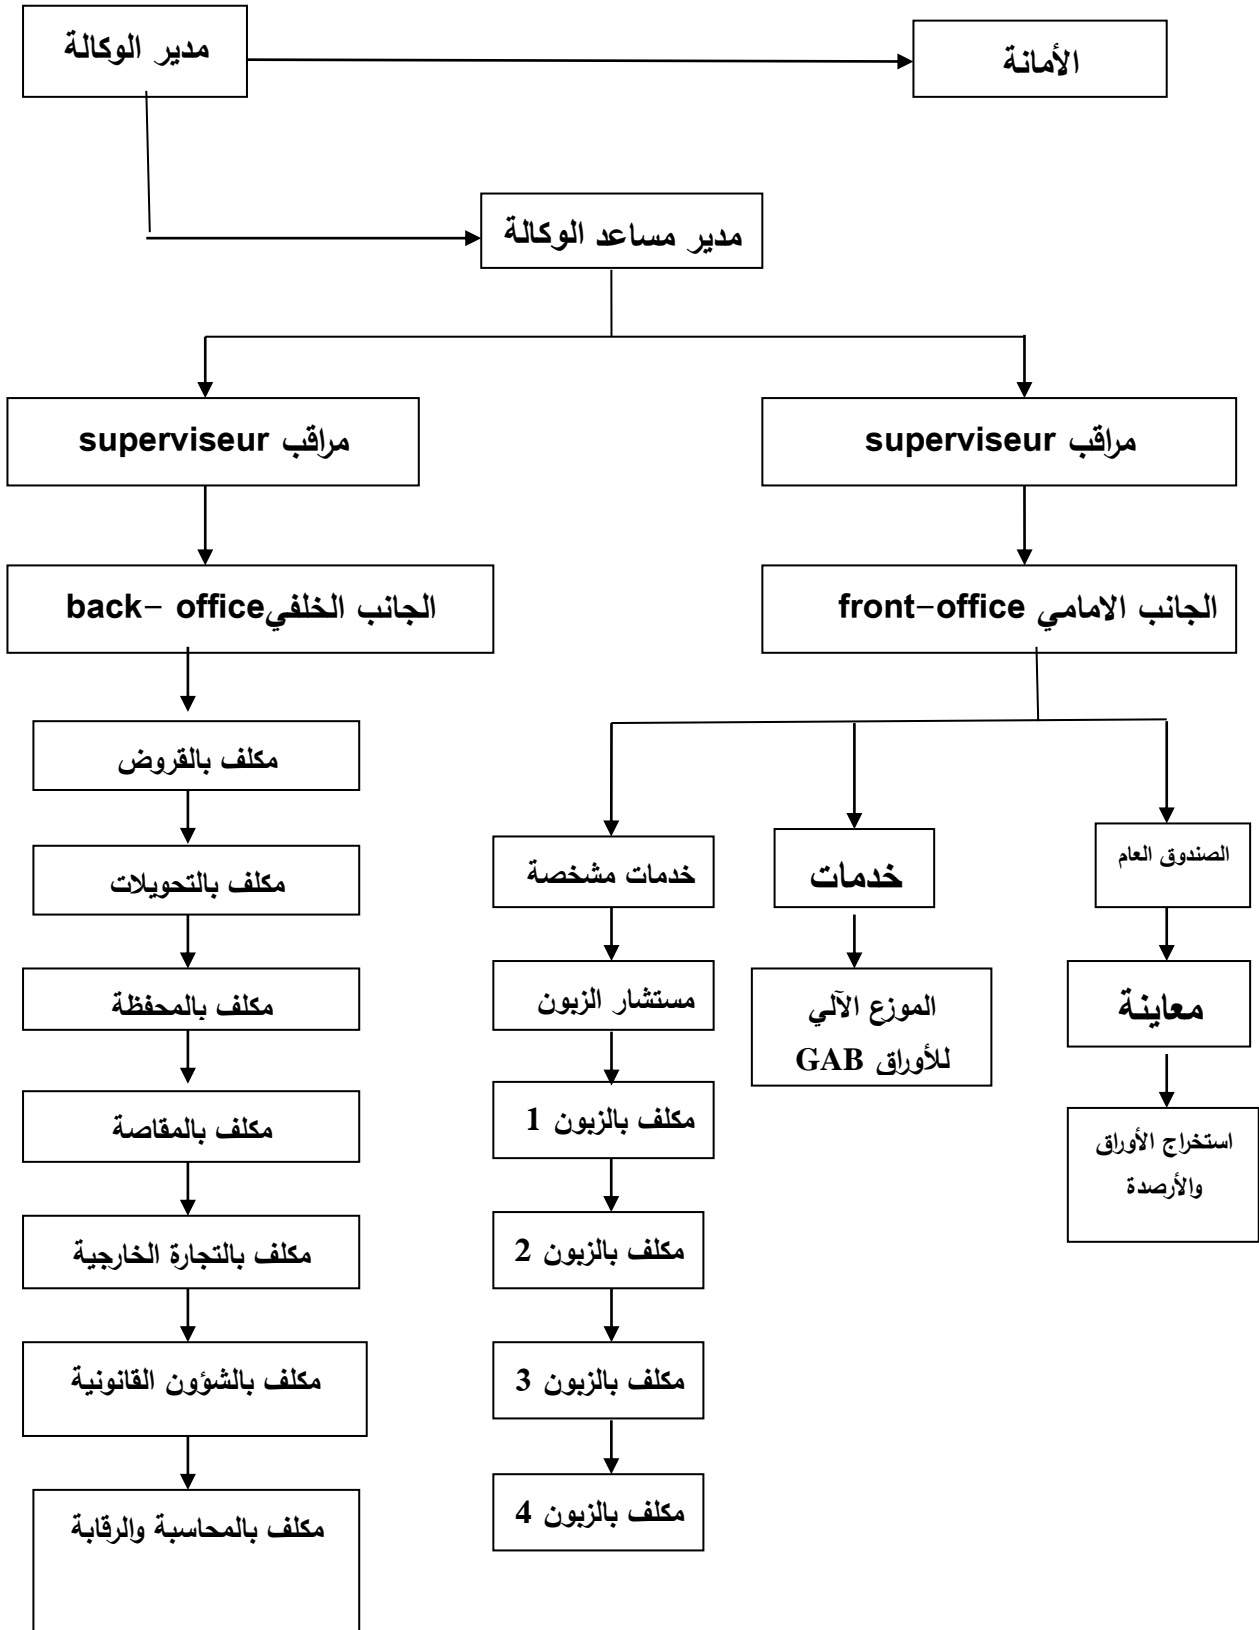 مدير الوكالة
الأمانة
مدير مساعد الوكالة
مراقب superviseur
مراقب superviseur
الجانب الامامي front-office
الجانب الخلفيback- office
مكلف بالقروض
مكلف بالتحويلات
مكلف بالمحفظة
مكلف بالمقاصة
مكلف بالتجارة الخارجية
مكلف بالشؤون القانونية
مكلف بالمحاسبة والرقابة
الصندوق العام
معاينة
استخراج الأوراق
والأرصدة
خدمات
الموزع الآلي
للأوراق GAB
خدمات مشخصة
مستشار الزبون
مكلف بالزبون 1
مكلف بالزبون 2
مكلف بالزبون 3
مكلف بالزبون 4